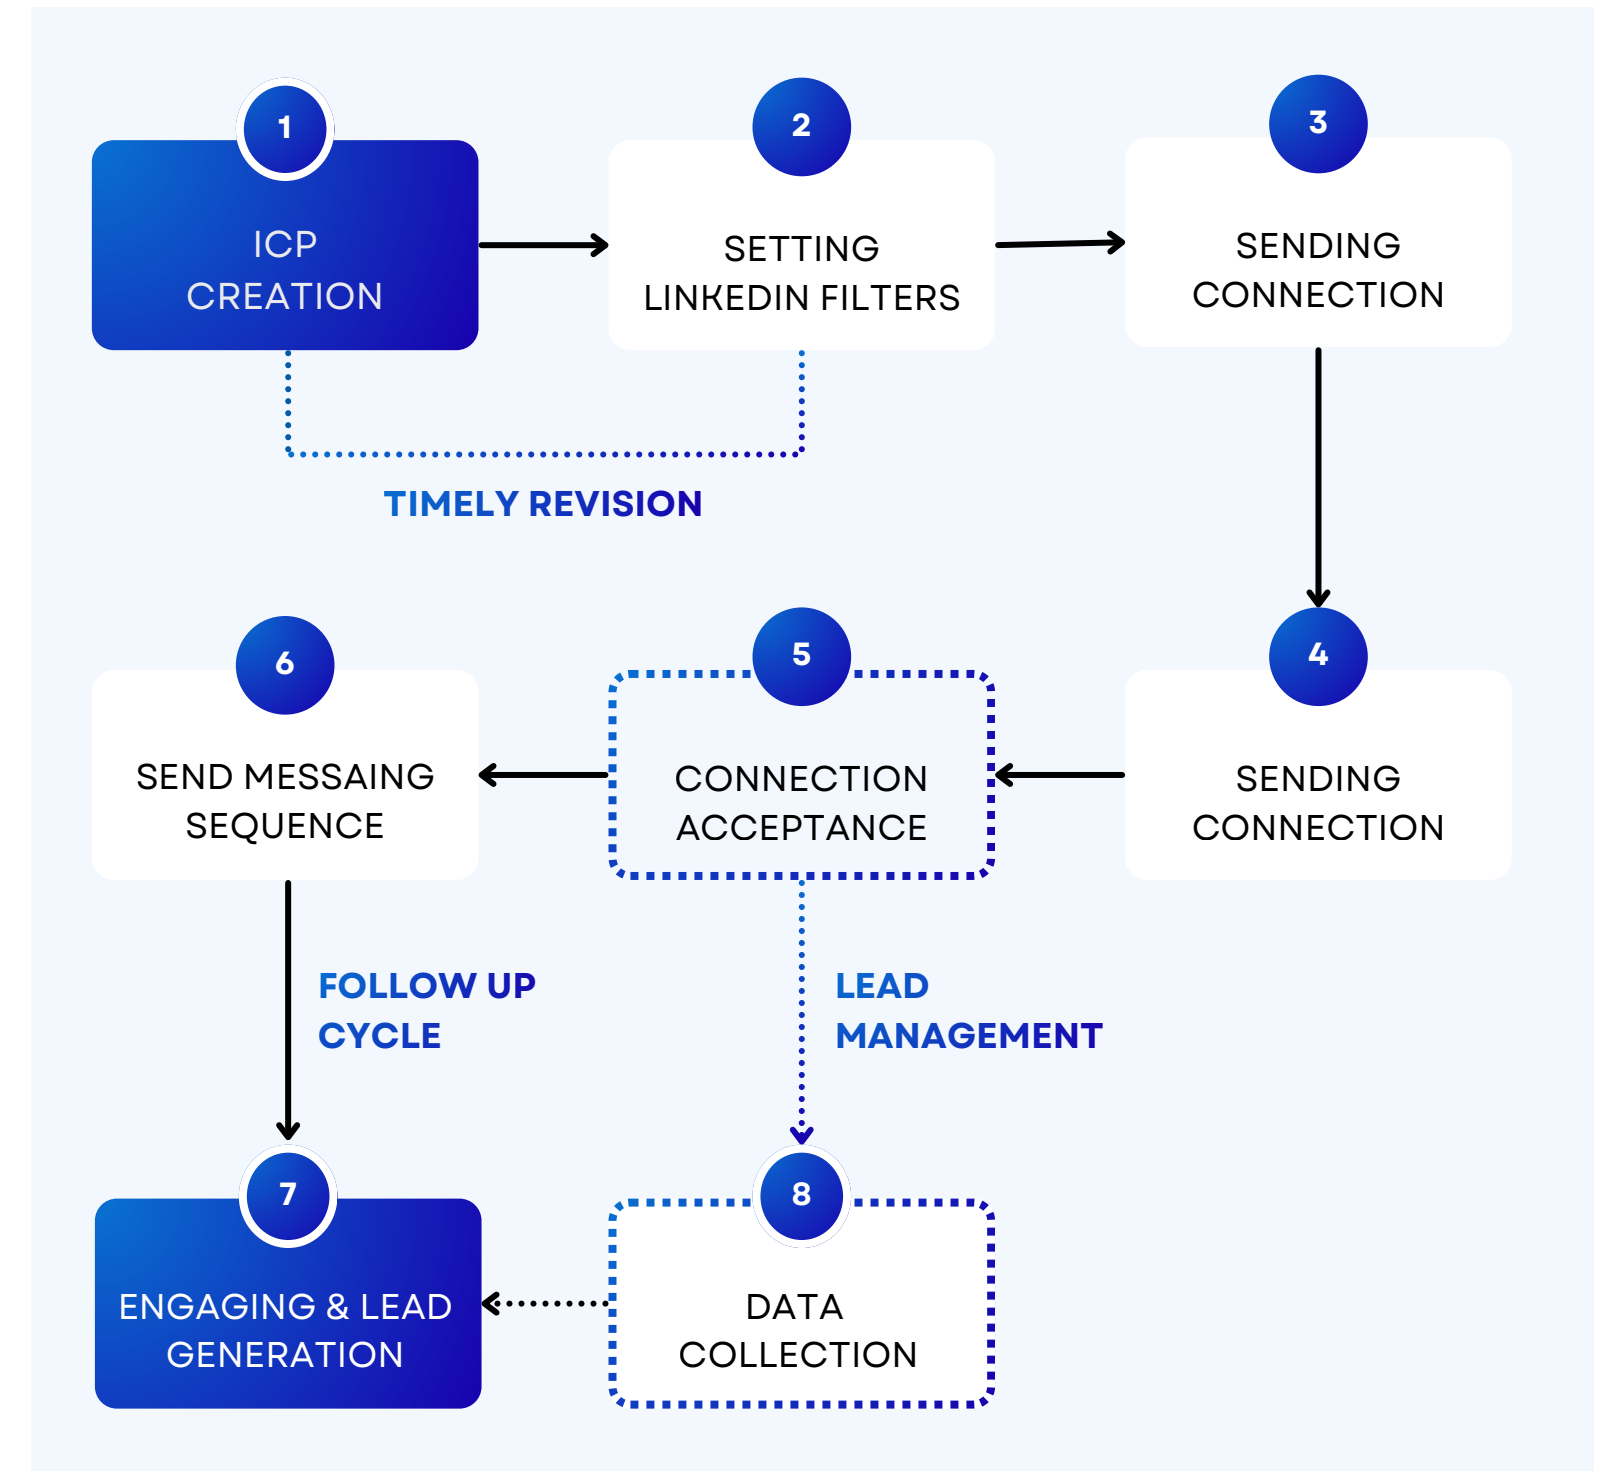 1
ICP
CREATION
2
SETTING
LINKEDIN FILTERS
3
SENDING
CONNECTION
TIMELY REVISION
6
SEND MESSAING
SEQUENCE
5
CONNECTION
ACCEPTANCE
4
SENDING
CONNECTION
FOLLOW UP
CYCLE
LEAD
MANAGEMENT
7
ENGAGING & LEAD
GENERATION
8
DATA
COLLECTION